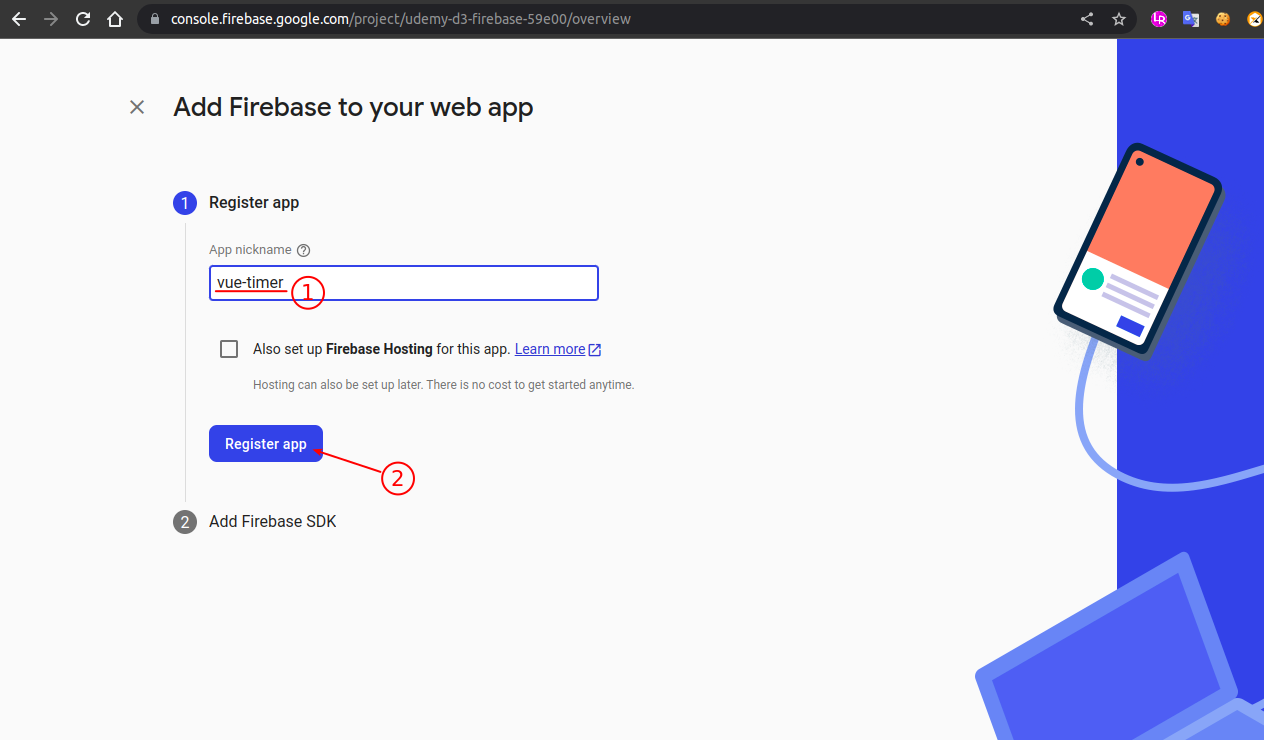 console.firebase.google.com/project/udemy-d3-firebase-59e00/overview
LR
G
Add Firebase to your web app
1 Register app
App nickname ?
vue-timer 1
Also set up Firebase Hosting for this app. Learn more
Hosting can also be set up later. There is no cost to get started anytime.
Register app
2
2 Add Firebase SDK